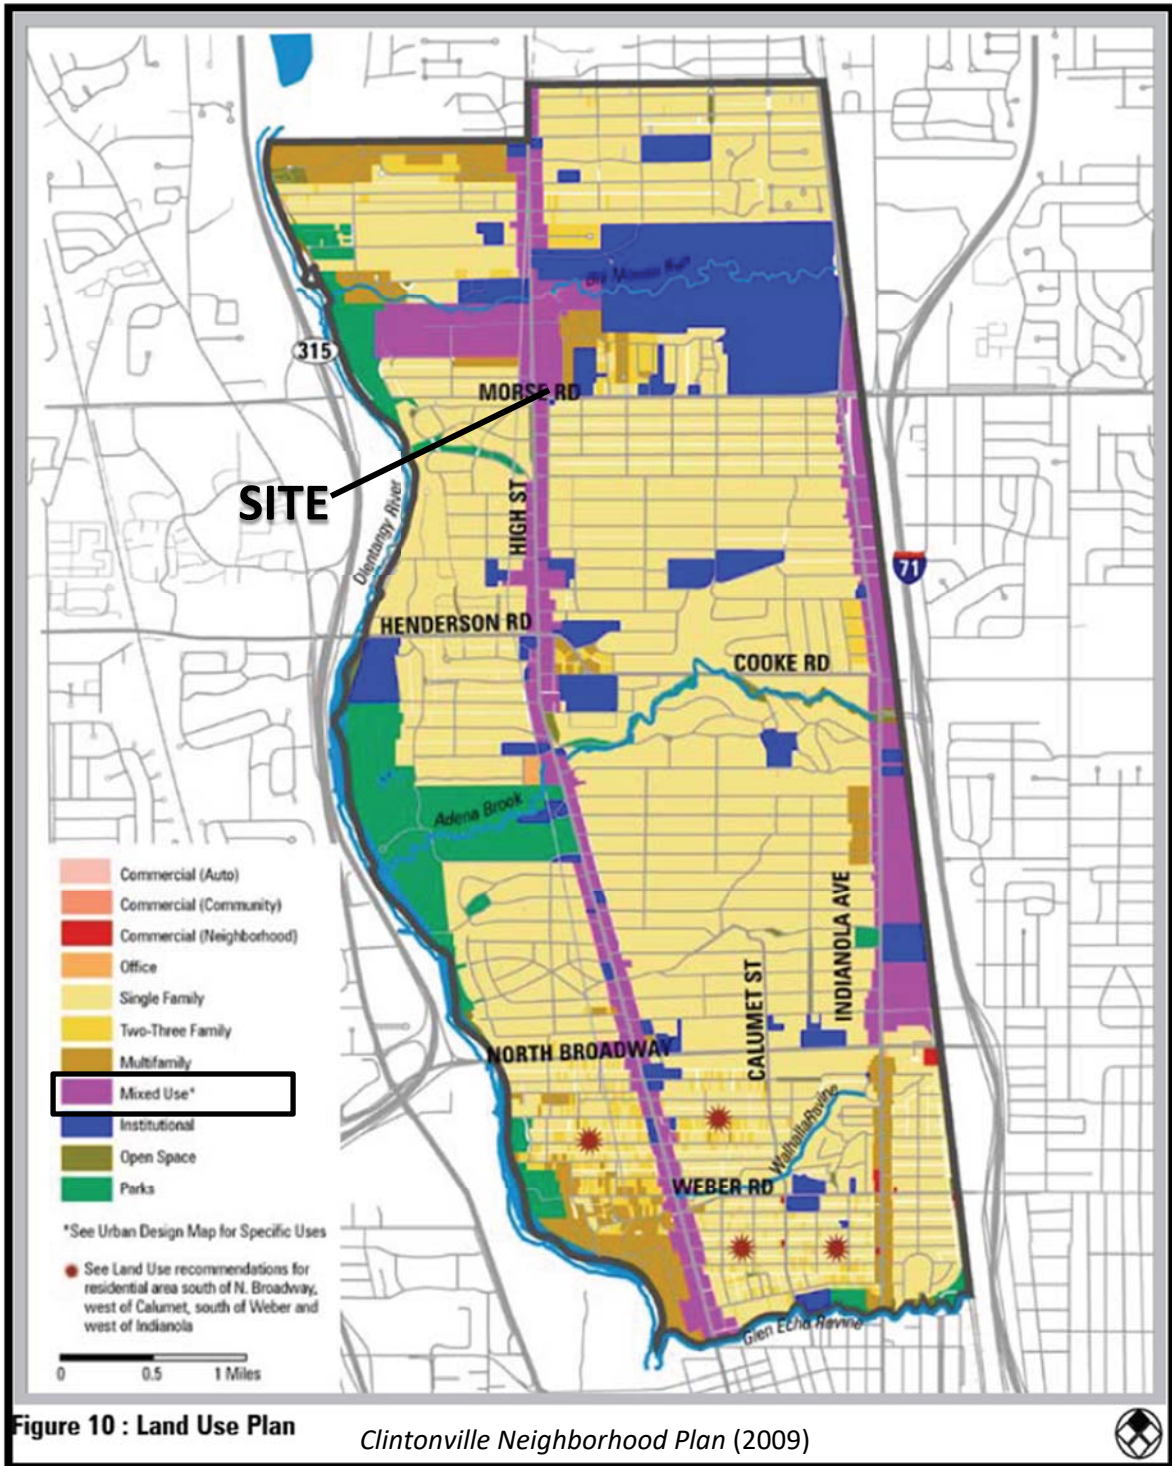 315
MORSE RD
SITE
HIGH ST
Olentangy River
71
HENDERSON RD
COOKE RD
Adena Brook
Commercial (Auto)
Commercial (Community)
Commercial (Neighborhood)
Office
Single Family
Two-Three Family
Multifamily
Mixed Use*
Institutional
Open Space
Parks
INDIANOLA AVE
CALUMET ST
NORTH BROADWAY
Walhalla Ravine
WEBER RD
*See Urban Design Map for Specific Uses
See Land Use recommendations for
residential area south of N. Broadway,
west of Calumet, south of Weber and
west of Indianola
Glen Echo Ravine
0 0.5 1 Miles
Figure 10 : Land Use Plan
Clintonville Neighborhood Plan (2009)